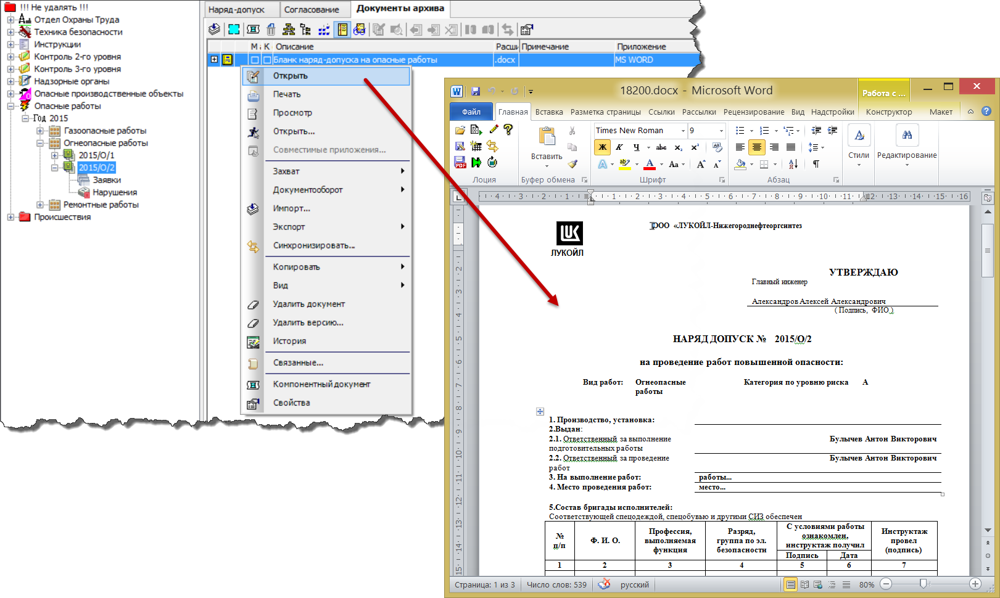 !!! Не удалять !!!
Отдел Охраны Труда
Техника безопасности
Инструкции
Контроль 2-го уровня
Контроль 3-го уровня
Надзорные органы
Опасные производственные объекты
Опасные работы
Год 2015
Газоопасные работы
Огнеопасные работы
2015/О/1
2015/О/2
Заявки
Нарушения
Ремонтные работы
Происшествия
Наряд-допуск Согласование Документы архива
М К Описание Расши Примечание Приложение
Бланк наряд-допуска на опасные работы .docx MS WORD
Открыть
Печать
Просмотр
Открыть...
Совместимые приложения...
Захват
Документооборот
Импорт...
Экспорт
Синхронизировать...
Копировать
Вид
Удалить документ
Удалить версию...
История
Связанные...
Компонентный документ
Свойства
18200.docx - Microsoft Word
Работа с ...
Файл Главная Вставка Разметка страницы Ссылки Рассылки Рецензирование Вид Надстройки Конструктор Макет
Times New Roman 9
Вставить
Стили
Редактирование
Лоция Буфер обмена Шрифт Абзац
ООО «ЛУКОЙЛ-Нижегороднефтеоргсинтез
ЛУКОЙЛ
УТВЕРЖДАЮ
Главный инженер
Александров Алексей Александрович
( Подпись, ФИО )
НАРЯД ДОПУСК № 2015/О/2
на проведение работ повышенной опасности:
Вид работ: Огнеопасные работы Категория по уровню риска А
1. Производство, установка:
2.Выдан:
2.1. Ответственный за выполнение подготовительных работы Булычев Антон Викторович
2.2. Ответственный за проведение работ Булычев Антон Викторович
3. На выполнение работ: работы...
4. Место проведения работ: место...
5.Состав бригады исполнителей:
Соответствующей спецодеждой, спецобувью и другими СИЗ обеспечен
№ п/п
Ф. И. О.
Профессия, выполняемая функция
Разряд, группа по эл. безопасности
С условиями работы ознакомлен, инструктаж получил
Инструктаж провел (подпись)
Подпись Дата
1 2 3 4 5 6 7
Страница: 1 из 3 Число слов: 539 русский 80%